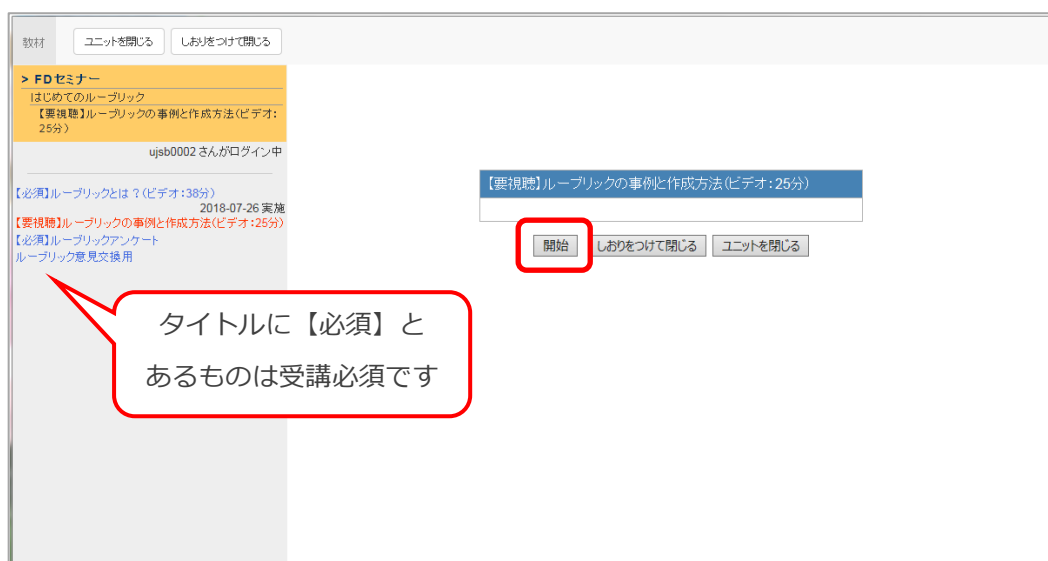 教材 ユニットを閉じる しおりをつけて閉じる
> FDセミナー
はじめてのルーブリック
【要視聴】ルーブリックの事例と作成方法(ビデオ:
25分)
ujsb0002 さんがログイン中
【必須】ルーブリックとは?(ビデオ:38分)
2018-07-26 実施
【要視聴】ルーブリックの事例と作成方法(ビデオ:25分)
【必須】ルーブリックアンケート
ルーブリック意見交換用
【要視聴】ルーブリックの事例と作成方法(ビデオ:25分)
開始 しおりをつけて閉じる ユニットを閉じる
タイトルに【必須】と
あるものは受講必須です